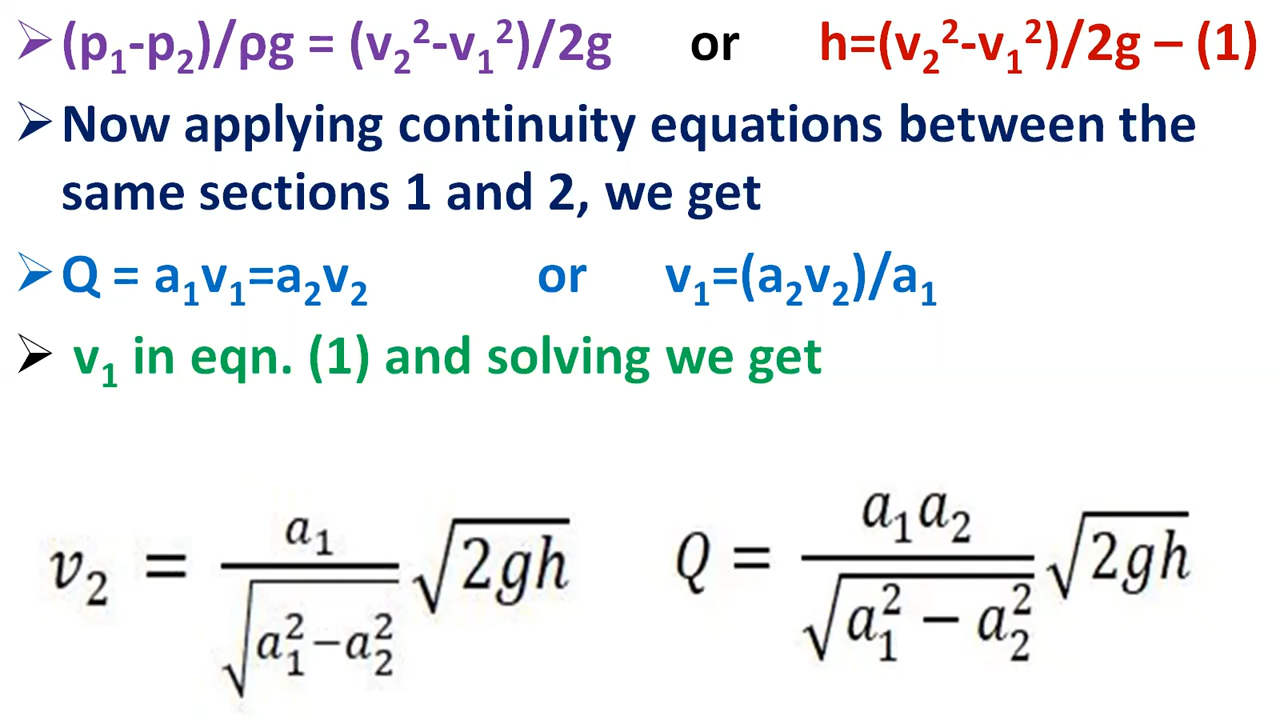 ➢(p₁-p₂)/ρg = (v₂²-v₁²)/2g or h=(v₂²-v₁²)/2g – (1)
➢Now applying continuity equations between the
same sections 1 and 2, we get
➢Q = a₁v₁=a₂v₂ or v₁=(a₂v₂)/a₁
➢ v₁ in eqn. (1) and solving we get
v₂ = a₁/√(a₁²−a₂²) √(2gh) Q = a₁a₂/√(a₁² − a₂²) √(2gh)